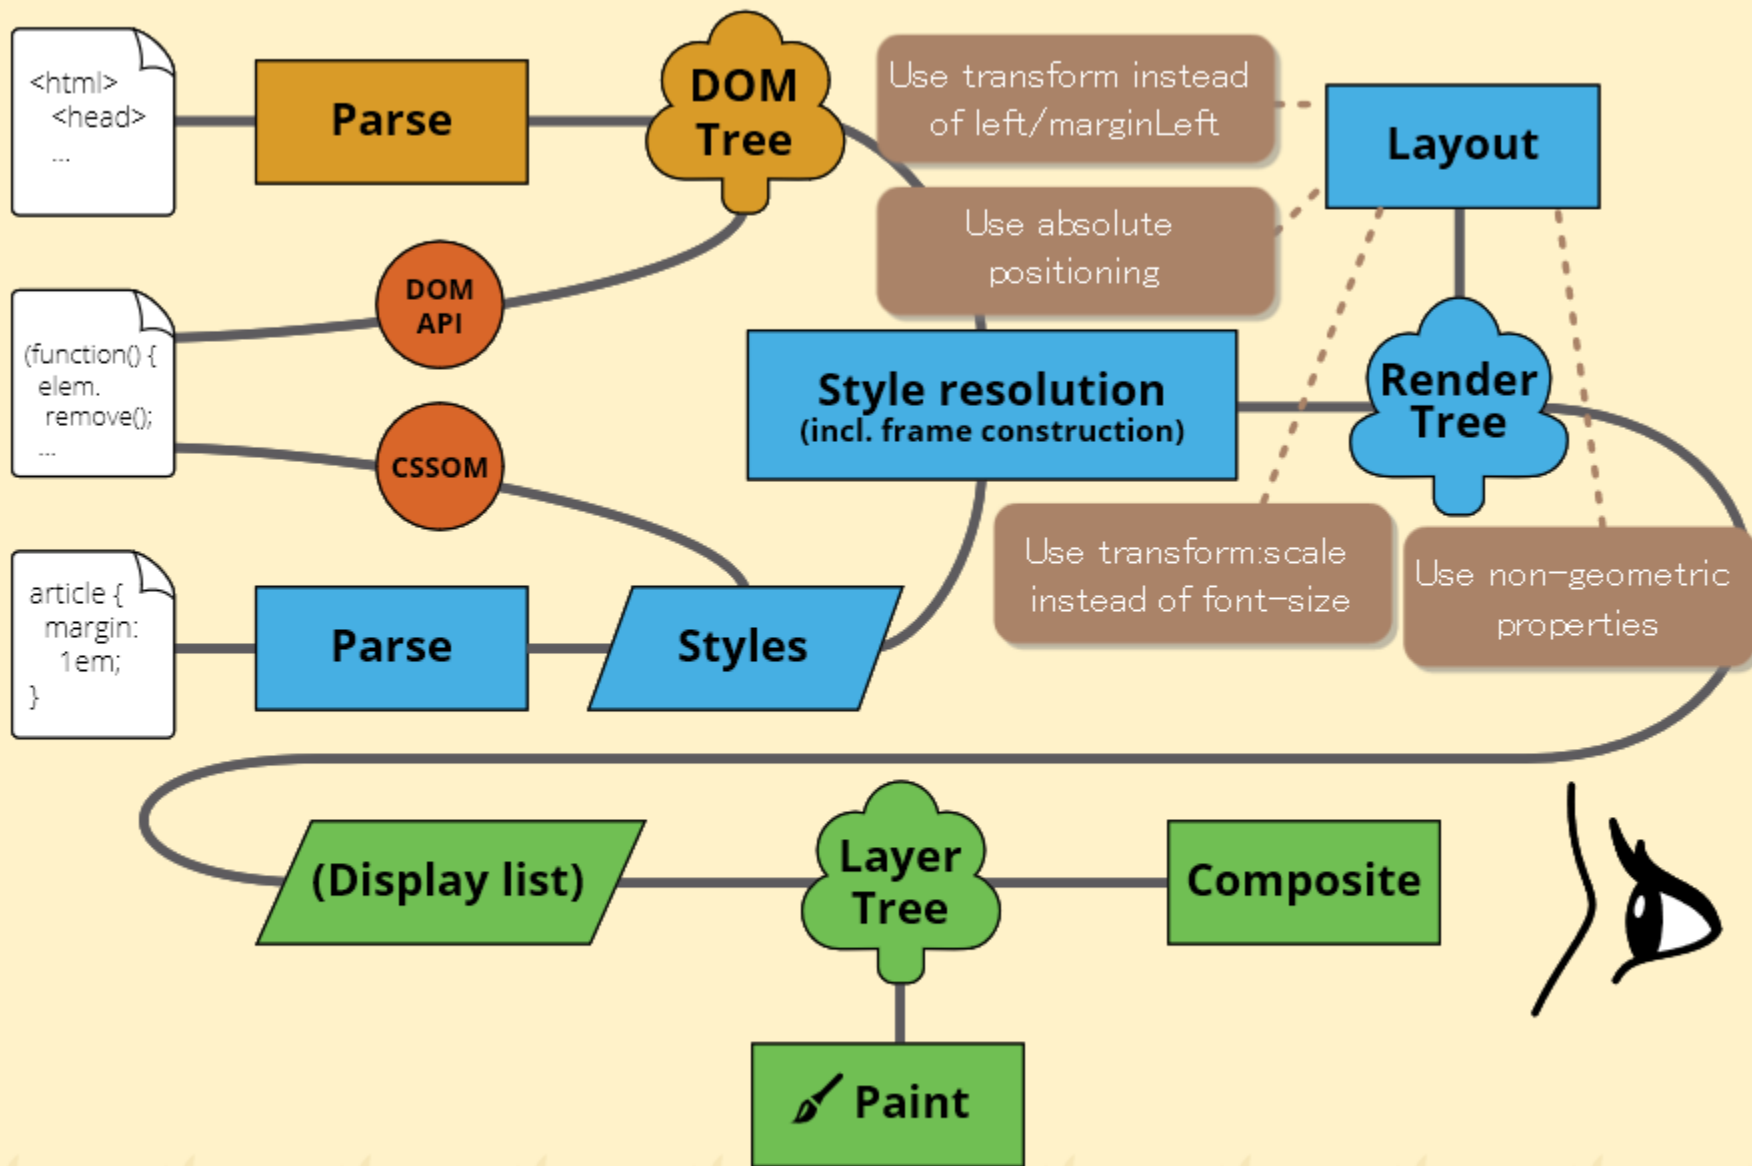 <html>
<head>
...
Parse
DOM
Tree
Use transform instead
of left/marginLeft
Layout
Use absolute
positioning
DOM
API
(function() {
elem.
remove();
...
CSSOM
Style resolution
(incl. frame construction)
Render
Tree
Use transform:scale
instead of font-size
Use non-geometric
properties
article {
margin:
1em;
}
Parse
Styles
(Display list)
Layer
Tree
Composite
Paint